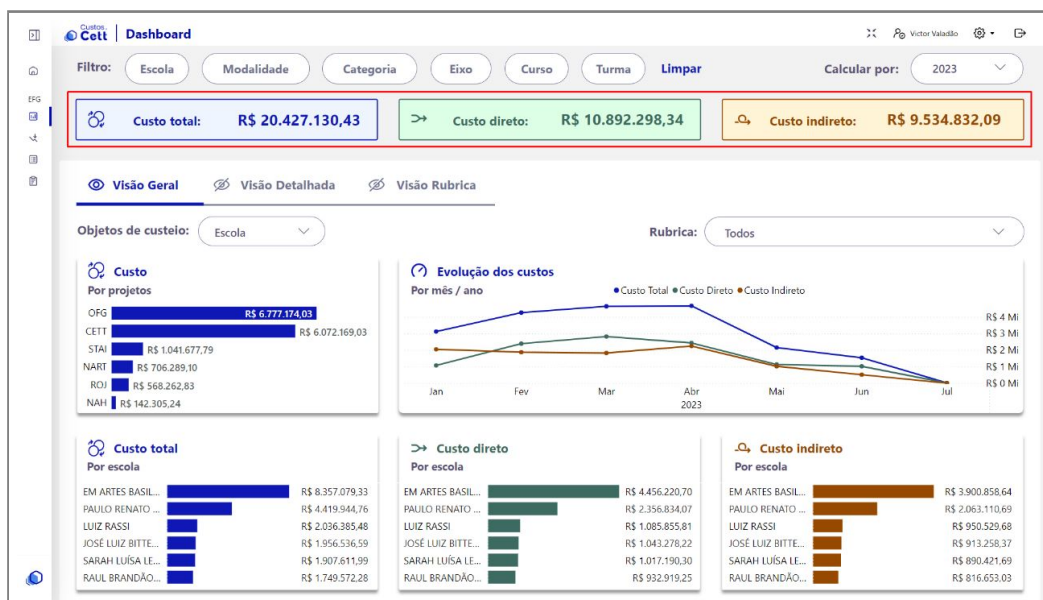 Custos.
Cett | Dashboard
Victor Valadão
Filtro: Escola Modalidade Categoria Eixo Curso Turma Limpar Calcular por: 2023
EFG
Custo total: R$ 20.427.130,43 Custo direto: R$ 10.892.298,34 Custo indireto: R$ 9.534.832,09
Visão Geral Visão Detalhada Visão Rubrica
Objetos de custeio: Escola Rubrica: Todos
Custo
Por projetos
OFG R$ 6.777.174,03
CETT R$ 6.072.169,03
STAI R$ 1.041.677,79
NART R$ 706.289,10
ROJ R$ 568.262,83
NAH R$ 142.305,24
Evolução dos custos
Por mês / ano
Custo Total Custo Direto Custo Indireto
R$ 4 Mi
R$ 3 Mi
R$ 2 Mi
R$ 1 Mi
R$ 0 Mi
Jan Fev Mar Abr Mai Jun Jul
2023
Custo total
Por escola
EM ARTES BASIL... R$ 8.357.079,33
PAULO RENATO ... R$ 4.419.944,76
LUIZ RASSI R$ 2.036.385,48
JOSÉ LUIZ BITTE... R$ 1.956.536,59
SARAH LUÍSA LE... R$ 1.907.611,99
RAUL BRANDÃO... R$ 1.749.572,28
Custo direto
Por escola
EM ARTES BASIL... R$ 4.456.220,70
PAULO RENATO ... R$ 2.356.834,07
LUIZ RASSI R$ 1.085.855,81
JOSÉ LUIZ BITTE... R$ 1.043.278,22
SARAH LUÍSA LE... R$ 1.017.190,30
RAUL BRANDÃO... R$ 932.919,25
Custo indireto
Por escola
EM ARTES BASIL... R$ 3.900.858,64
PAULO RENATO ... R$ 2.063.110,69
LUIZ RASSI R$ 950.529,68
JOSÉ LUIZ BITTE... R$ 913.258,37
SARAH LUÍSA LE... R$ 890.421,69
RAUL BRANDÃO... R$ 816.653,03